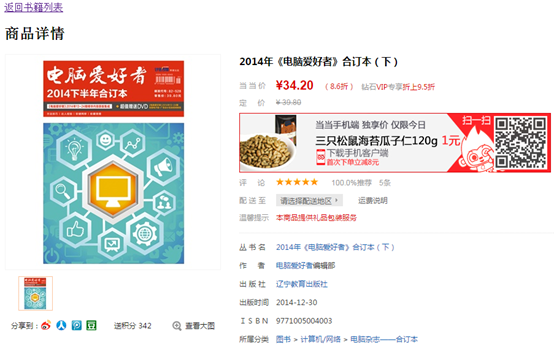 返回书籍列表
商品详情
电脑爱好者
2014下半年合订本
超值赠送DVD
2014年《电脑爱好者》合订本（下）
当当价 ¥34.20 （8.6折） 钻石VIP专享折上9.5折
定 价 ¥39.80
当当手机端 独享价 仅限今日
三只松鼠海苔瓜子仁120g 1元
下载手机客户端
首次下单立减8元
扫一扫
评 论 ★★★★★ 100.0%推荐 5条
配送至 请选择配送地区 运费说明
温馨提示 本商品提供礼品包装服务
丛书名 2014年《电脑爱好者》合订本（下）
作 者 电脑爱好者编辑部
出版社 辽宁教育出版社
出版时间 2014-12-30
ＩＳＢＮ 9771005004003
所属分类 图书 > 计算机/网络 > 电脑杂志——合订本
分享到： 豆 送积分 342 查看大图